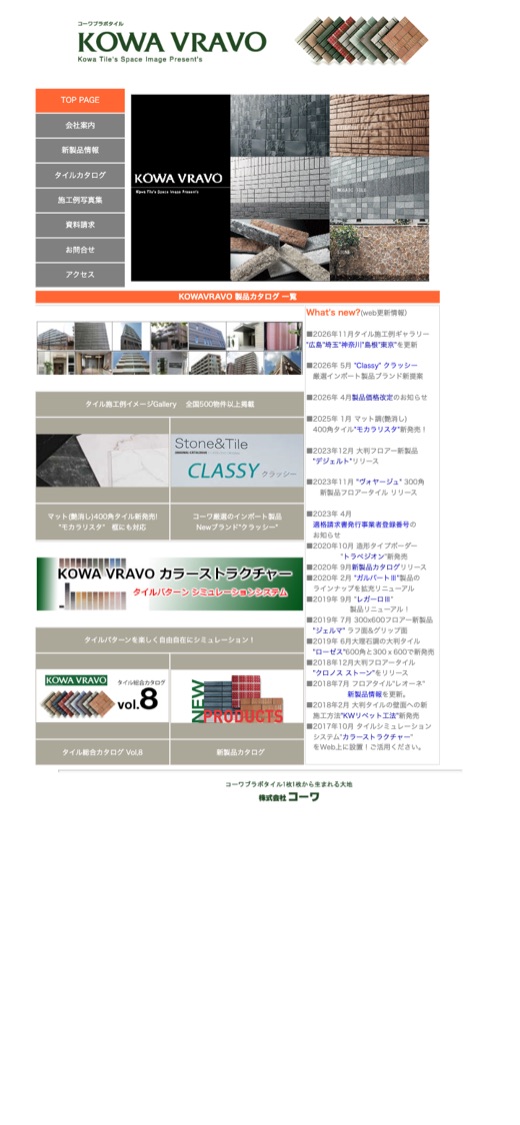 コーワブラボタイル
KOWA VRAVO
Kowa Tile's Space Image Present's
TOP PAGE
会社案内
新製品情報
タイルカタログ
施工例写真集
資料請求
お問合せ
アクセス
KOWA VRAVO
Kowa Tile's Space Image Present's
MOSAIC TILE
KOWAVRAVO 製品カタログ 一覧
What's new?(web更新情報)
■2026年11月タイル施工例ギャラリー
"広島"埼玉"神奈川"島根"東京"を更新
■2026年 5月 "Classy" クラッシー
厳選インポート製品ブランド新提案
■2026年 4月製品価格改定のお知らせ
■2025年 1月 マット調(艶消し)
400角タイル"モカラリスタ"新発売！
■2023年12月 大判フロアー新製品
"デジェルト"リリース
■2023年11月 "ヴォヤージュ" 300角
新製品フロアータイル リリース
■2023年 4月
適格請求書発行事業者登録番号の
お知らせ
■2020年10月 造形タイプボーダー
"トラペジオン"新発売
■2020年 9月新製品カタログリリース
■2020年 2月 "ガルバートⅢ"製品の
ラインナップを拡充リニューアル
■2019年 9月 "レガーロⅢ"
製品リニューアル！
■2019年 7月 300x600フロアー新製品
"ジェルマ" ラフ面&グリップ面
■2019年 6月大理石調の大判タイル
"ローゼス"600角と300ｘ600で新発売
■2018年12月大判フロアータイル
"クロノス ストーン"をリリース
■2018年7月 フロアタイル"レオーネ"
新製品情報を更新。
■2018年2月 大判タイルの壁面への新
施工方法"KWリベット工法"新発売
■2017年10月 タイルシミュレーション
システム"カラーストラクチャー"
をWeb上に設置！ご活用ください。
タイル施工例イメージGallery 全国500物件以上掲載
Stone&Tile
CLASSY クラッシー
マット(艶消し)400角タイル新発売!
"モカラリスタ" 框にも対応
コーワ厳選のインポート製品
Newブランド"クラッシー"
KOWA VRAVO カラーストラクチャー
タイルパターン シミュレーションシステム
タイルパターンを楽しく自由自在にシミュレーション！
KOWA VRAVO
タイル総合カタログ
vol.8
NEW
PRODUCTS
タイル総合カタログ Vol,8
新製品カタログ
コーワブラボタイル1枚1枚から生まれる大地
株式会社 コーワ